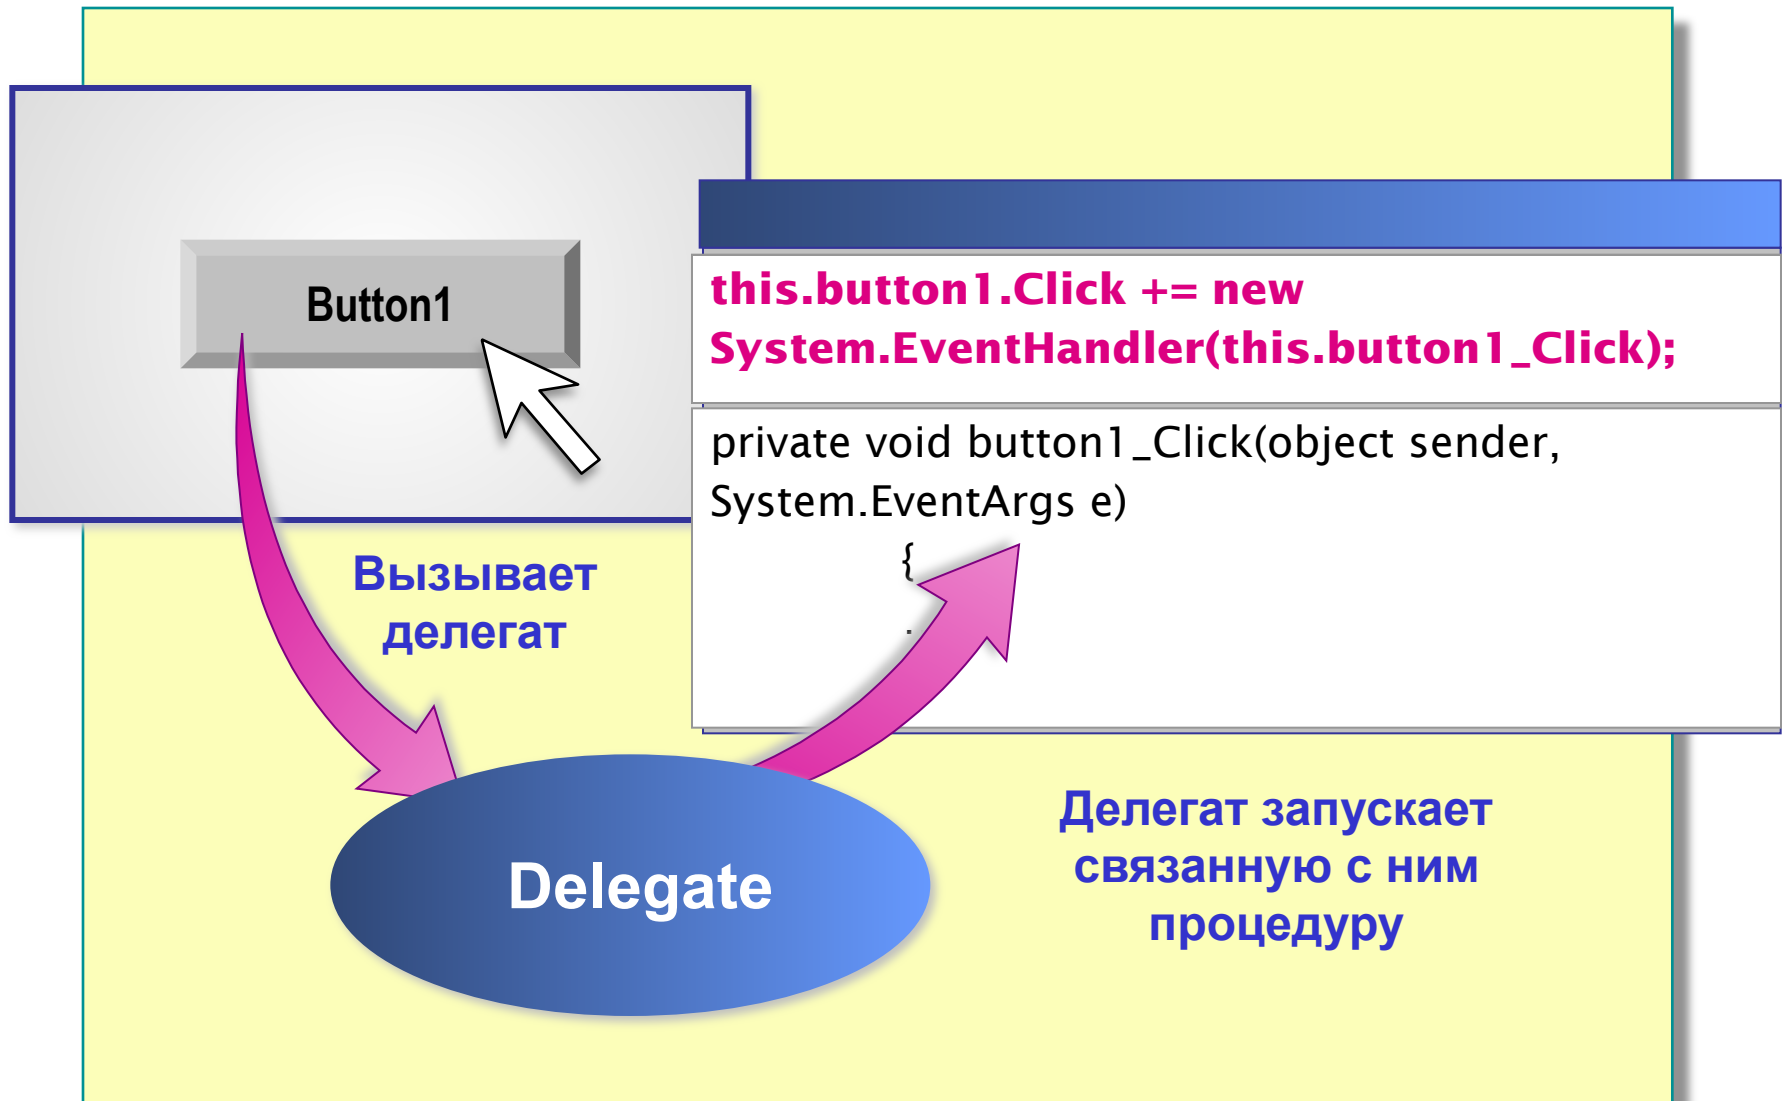 Button1
this.button1.Click += new
System.EventHandler(this.button1_Click);
private void button1_Click(object sender,
System.EventArgs e)
{
.
Вызывает
делегат
Delegate
Делегат запускает
связанную с ним
процедуру